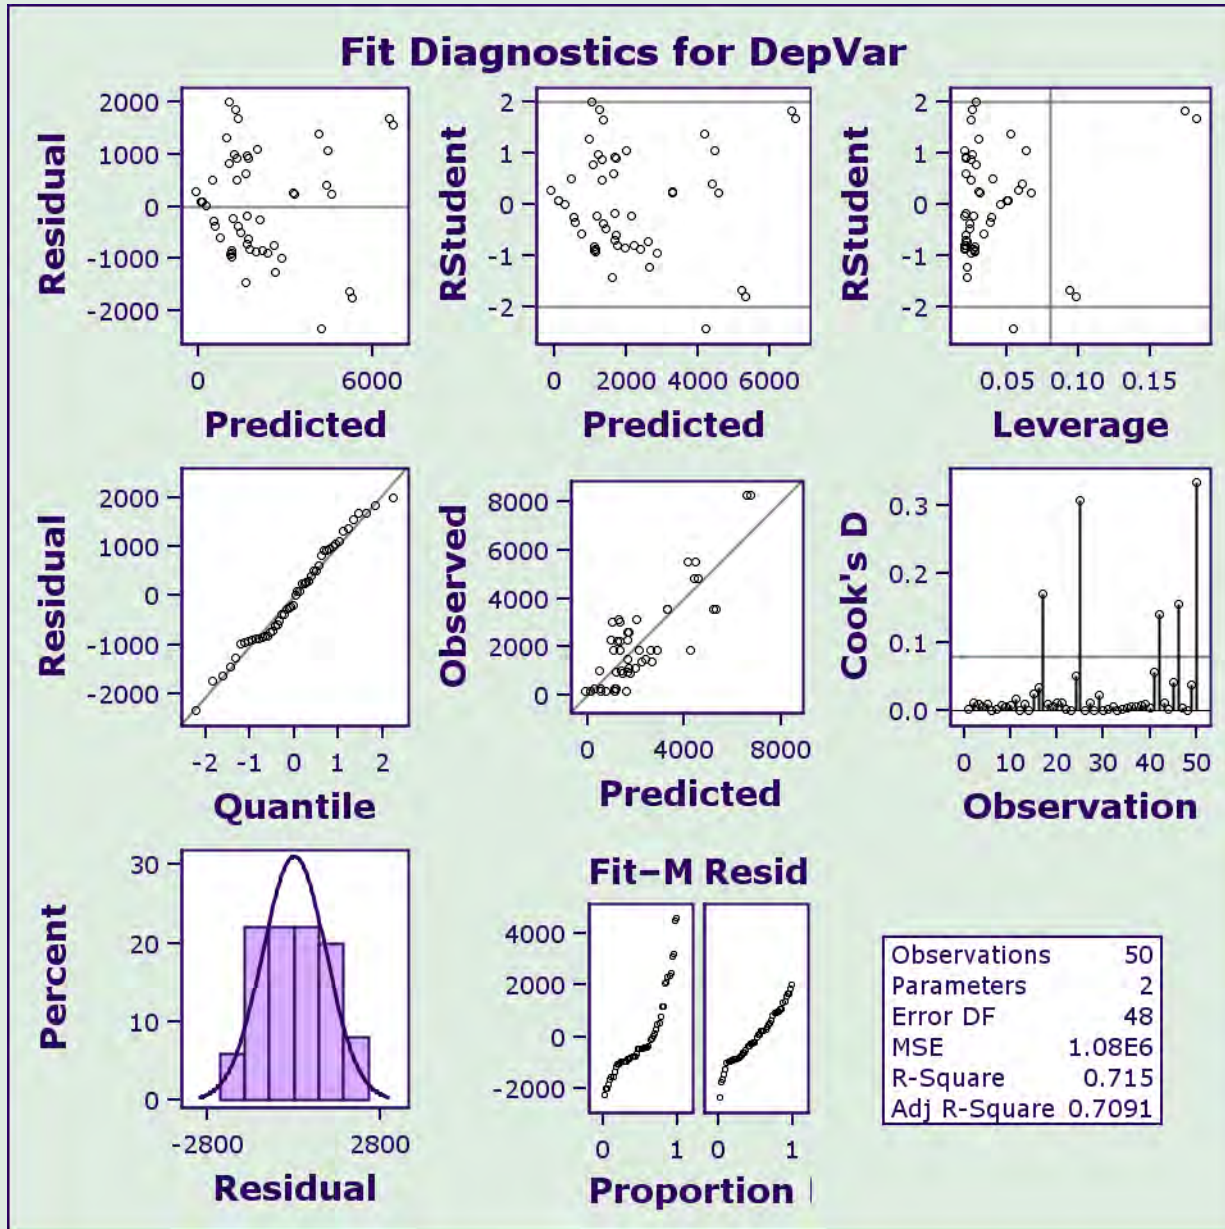 Fit Diagnostics for DepVar
Residual
2000
1000
0
-1000
-2000
0 6000
Predicted
RStudent
2
1
0
-1
-2
0 2000 4000 6000
Predicted
RStudent
2
1
0
-1
-2
0.05 0.10 0.15
Leverage
Residual
2000
1000
0
-1000
-2000
-2 -1 0 1 2
Quantile
Observed
8000
6000
4000
2000
0
0 4000 8000
Predicted
Cook's D
0.3
0.2
0.1
0.0
0 10 20 30 40 50
Observation
Percent
30
20
10
0
-2800 2800
Residual
Fit–M Resid
4000
2000
0
-2000
0 1 0 1
Proportion
Observations 50
Parameters 2
Error DF 48
MSE 1.08E6
R-Square 0.715
Adj R-Square 0.7091